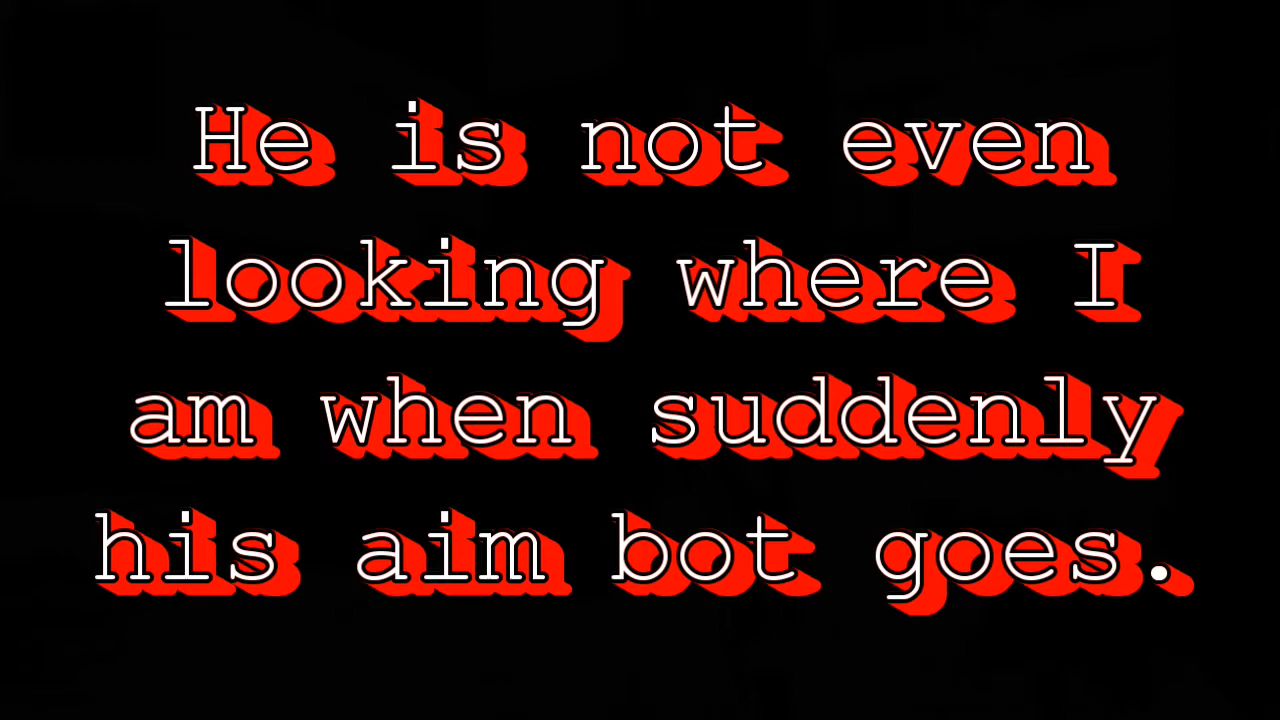 He is not even
looking where I
am when suddenly
his aim bot goes.